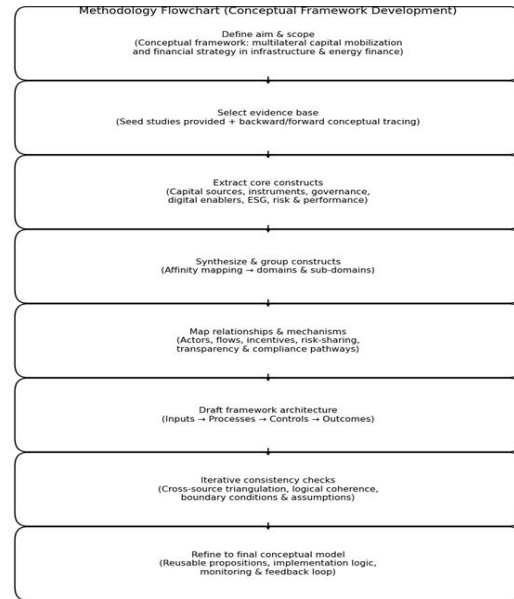 Methodology Flowchart (Conceptual Framework Development)
Define aim & scope
(Conceptual framework: multilateral capital mobilization
and financial strategy in infrastructure & energy finance)
Select evidence base
(Seed studies provided + backward/forward conceptual tracing)
Extract core constructs
(Capital sources, instruments, governance,
digital enablers, ESG, risk & performance)
Synthesize & group constructs
(Affinity mapping → domains & sub-domains)
Map relationships & mechanisms
(Actors, flows, incentives, risk-sharing,
transparency & compliance pathways)
Draft framework architecture
(Inputs → Processes → Controls → Outcomes)
Iterative consistency checks
(Cross-source triangulation, logical coherence,
boundary conditions & assumptions)
Refine to final conceptual model
(Reusable propositions, implementation logic,
monitoring & feedback loop)